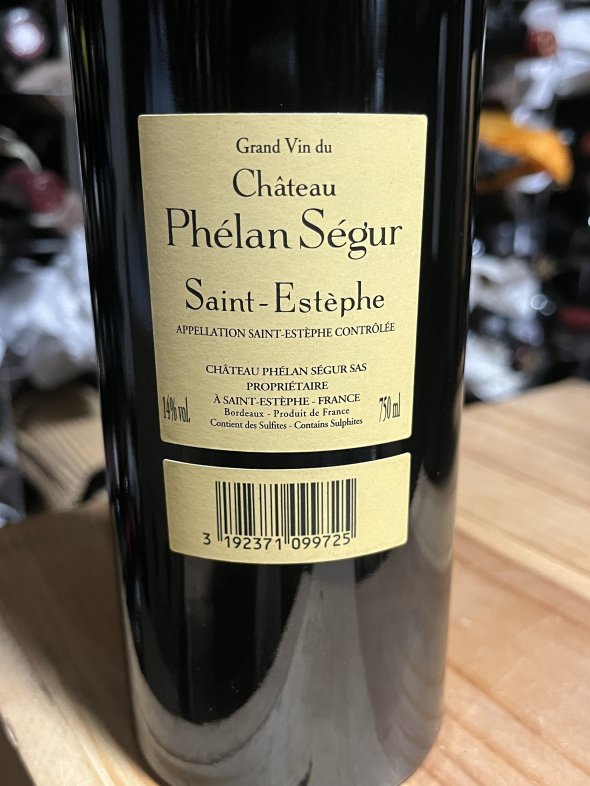 Grand Vin du
Château
Phélan Ségur
Saint-Estèphe
APPELLATION SAINT-ESTÈPHE CONTRÔLÉE
CHÂTEAU PHÉLAN SÉGUR SAS
PROPRIÉTAIRE
À SAINT-ESTÈPHE - FRANCE
14% vol. Bordeaux - Produit de France 750 ml
Contient des Sulfites - Contains Sulphites
3 192371 099725